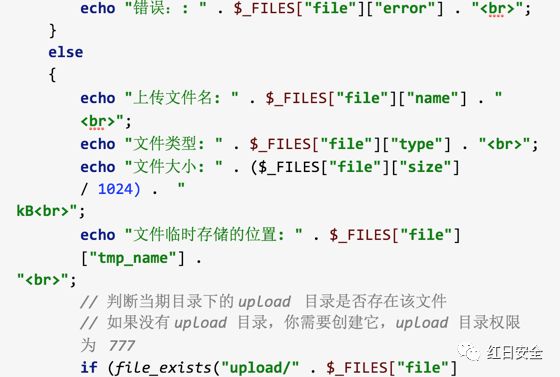 echo "错误：: " . $_FILES["file"]["error"] . "<br>";
}
else
{
echo "上传文件名: " . $_FILES["file"]["name"] . "
<br>";
echo "文件类型: " . $_FILES["file"]["type"] . "<br>";
echo "文件大小: " . ($_FILES["file"]["size"]
/ 1024) . "
kB<br>";
echo "文件临时存储的位置: " . $_FILES["file"]
["tmp_name"] .
"<br>";
// 判断当期目录下的 upload 目录是否存在该文件
// 如果没有 upload 目录，你需要创建它，upload 目录权限
为 777
if (file_exists("upload/" . $_FILES["file"]
红日安全